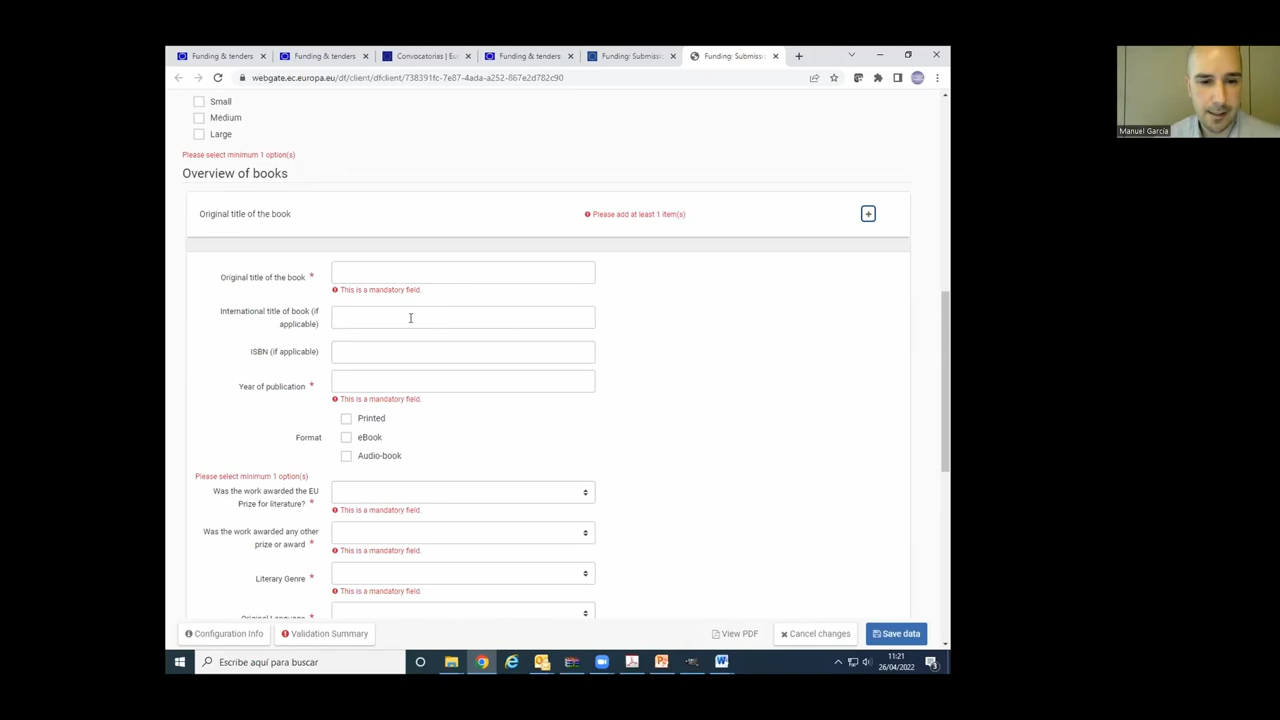 Funding & tenders
Funding & tenders
Convocatorias | Eu
Funding & tenders
Funding: Submissi
Funding: Submissi
webgate.ec.europa.eu/df/client/dfclient/738391fc-7e87-4ada-a252-867e2d782c90
Small
Medium
Large
Please select minimum 1 option(s)
Overview of books
Original title of the book
Please add at least 1 item(s)
Original title of the book *
This is a mandatory field.
International title of book (if
applicable)
ISBN (if applicable)
Year of publication *
This is a mandatory field.
Printed
Format
eBook
Audio-book
Please select minimum 1 option(s)
Was the work awarded the EU
Prize for literature? *
This is a mandatory field.
Was the work awarded any other
prize or award *
This is a mandatory field.
Literary Genre *
This is a mandatory field.
Original Language *
Configuration Info
Validation Summary
View PDF
Cancel changes
Save data
Escribe aquí para buscar
11:21
26/04/2022
3
Manuel García